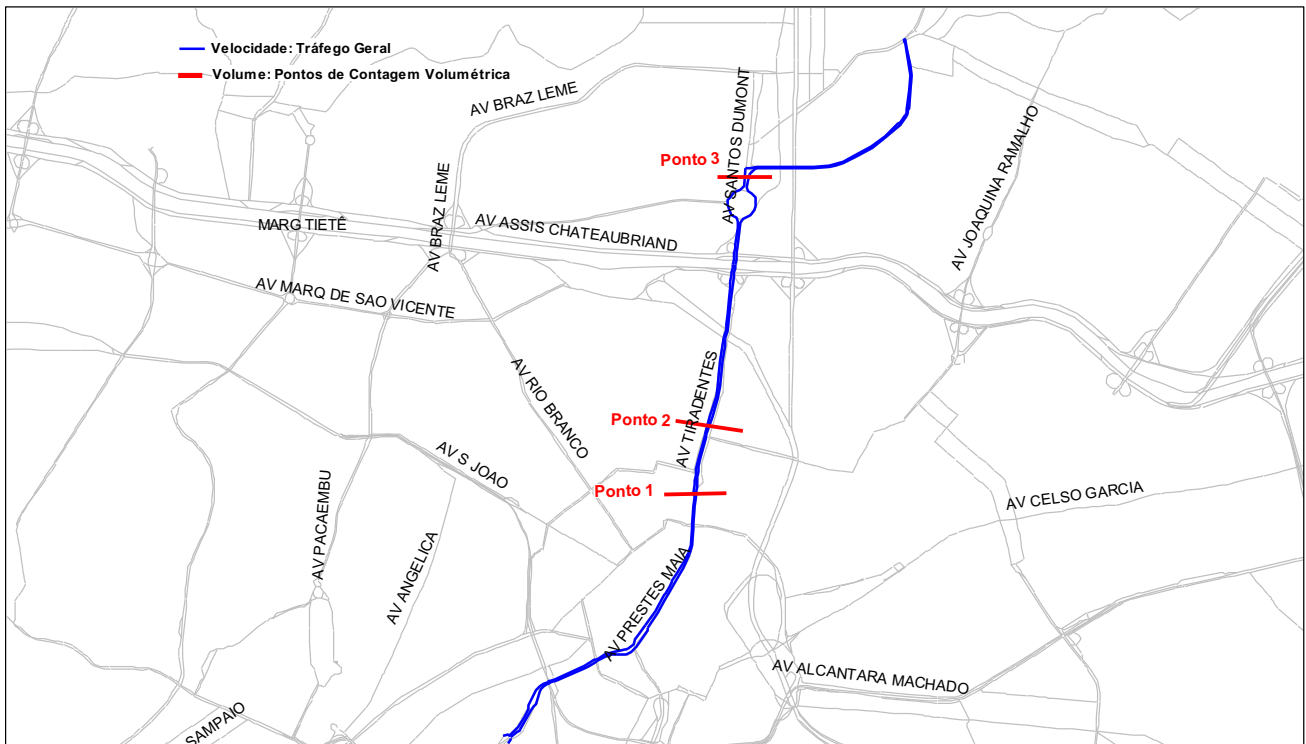 Velocidade: Tráfego Geral
Volume: Pontos de Contagem Volumétrica
AV BRAZ LEME
AV SANTOS DUMONT
AV JOAQUINA RAMALHO
Ponto 3
AV BRAZ LEME
MARG TIETÊ
AV ASSIS CHATEAUBRIAND
AV MARQ DE SAO VICENTE
AV RIO BRANCO
AV TIRADENTES
Ponto 2
AV S JOAO
Ponto 1
AV CELSO GARCIA
AV PACAEMBU
AV ANGELICA
AV PRESTES MAIA
AV ALCANTARA MACHADO
SAMPAIO